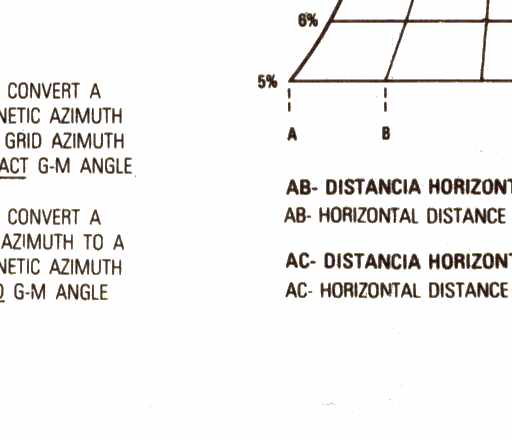 CONVERT A
NETIC AZIMUTH
GRID AZIMUTH
ACT G-M ANGLE
CONVERT A
AZIMUTH TO A
NETIC AZIMUTH
G-M ANGLE
6%
5%
A B
AB- DISTANCIA HORIZONT
AB- HORIZONTAL DISTANCE
AC- DISTANCIA HORIZONT
AC- HORIZONTAL DISTANCE